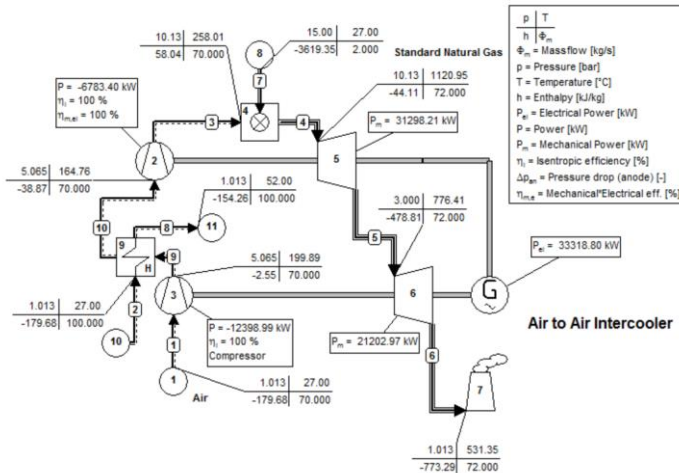 10.13 258.01
58.04 70.000
15.00 27.00
-3619.35 2.000
8
7
Standard Natural Gas
10.13 1120.95
-44.11 72.000
p T
h Φm
Φm = Massflow [kg/s]
p = Pressure [bar]
T = Temperature [°C]
h = Enthalpy [kJ/kg]
Pel = Electrical Power [kW]
P = Power [kW]
Pm = Mechanical Power [kW]
ηi = Isentropic efficiency [%]
Δpan = Pressure drop (anode) [-]
ηm,e = Mechanical*Electrical eff. [%]
P = -6783.40 kW
ηi = 100 %
ηm,el = 100 %
3
4
4
Pm = 31298.21 kW
2
5
5.065 164.76
-38.87 70.000
1.013 52.00
-154.26 100.000
3.000 776.41
-478.81 72.000
10
8
11
9
H
9
5.065 199.89
-2.55 70.000
5
Pel = 33318.80 kW
1.013 27.00
-179.68 100.000
2
10
3
6
G
~
P = -12398.99 kW
ηi = 100 %
Compressor
Pm = 21202.97 kW
Air to Air Intercooler
1
6
1
Air
1.013 27.00
-179.68 70.000
7
1.013 531.35
-773.29 72.000